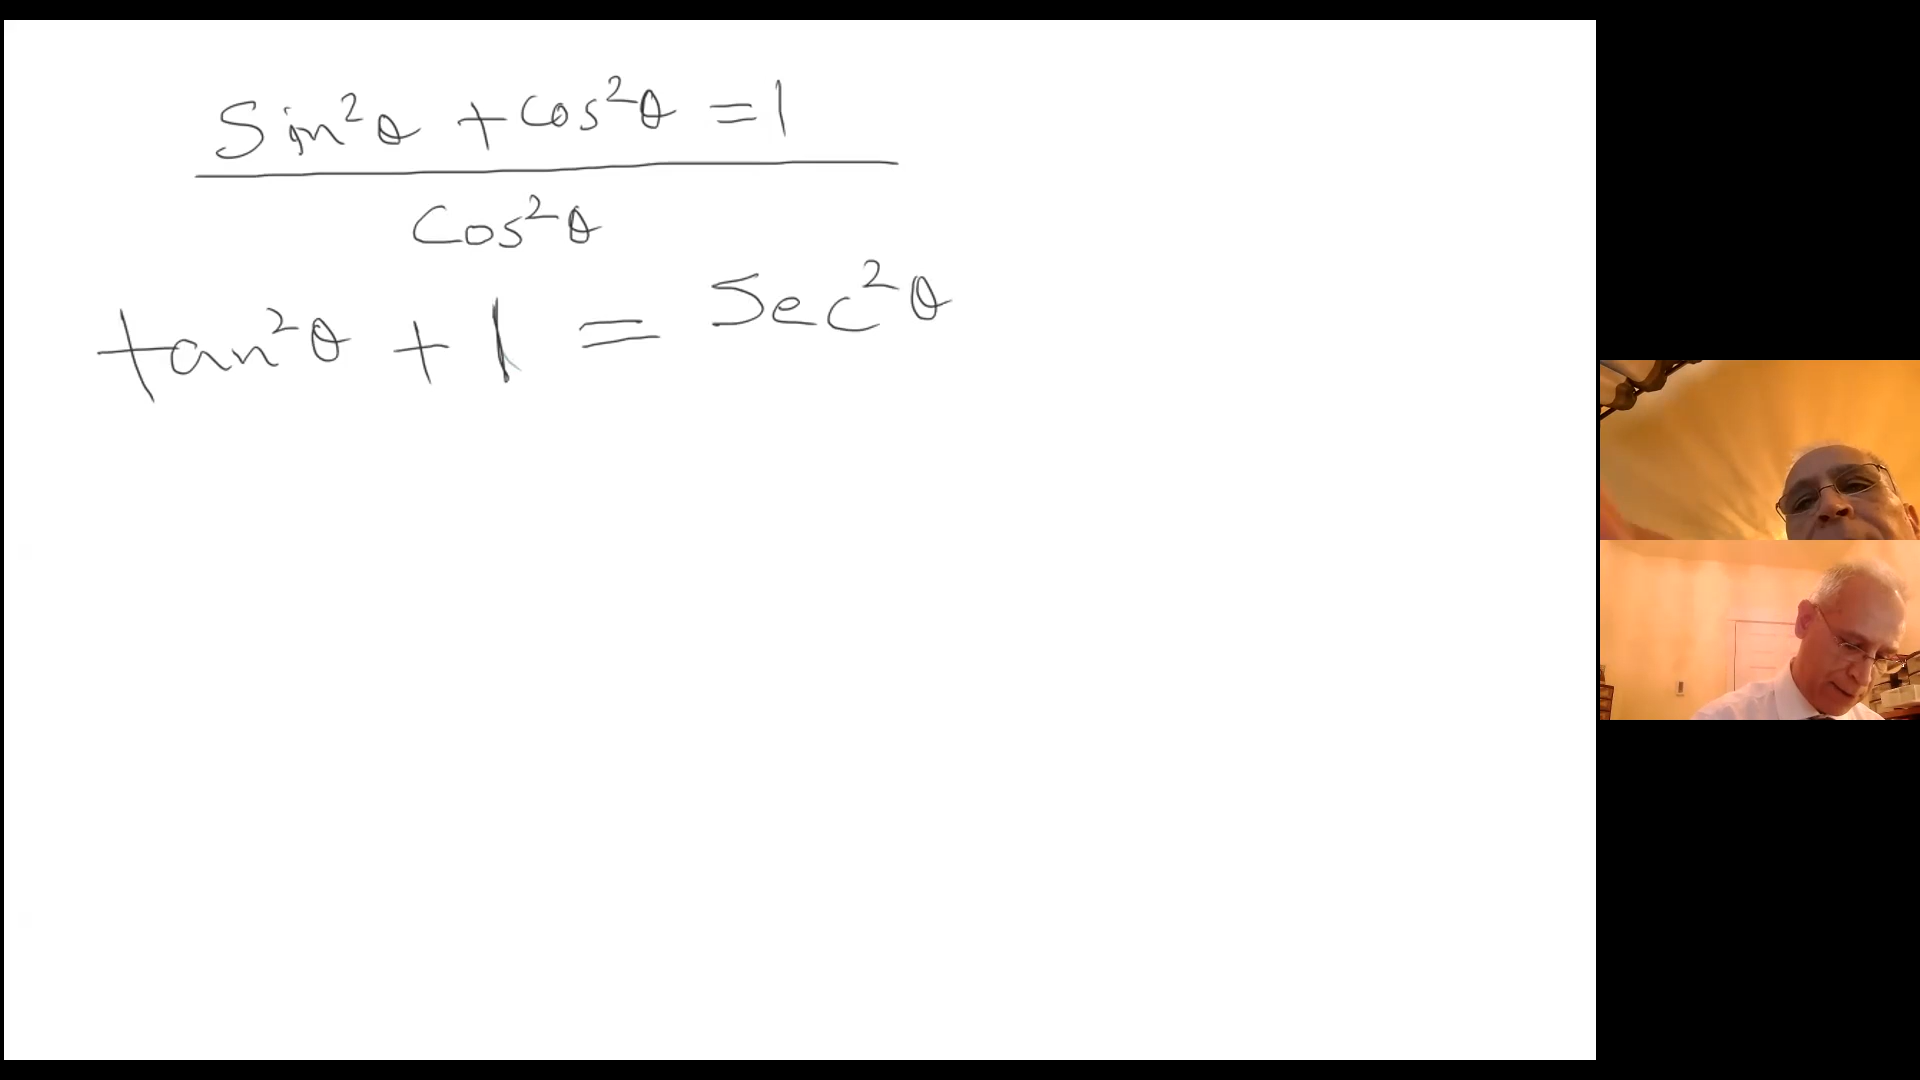 Sin²θ + Cos²θ = 1
Cos²θ
tan²θ + 1 = Sec²θ